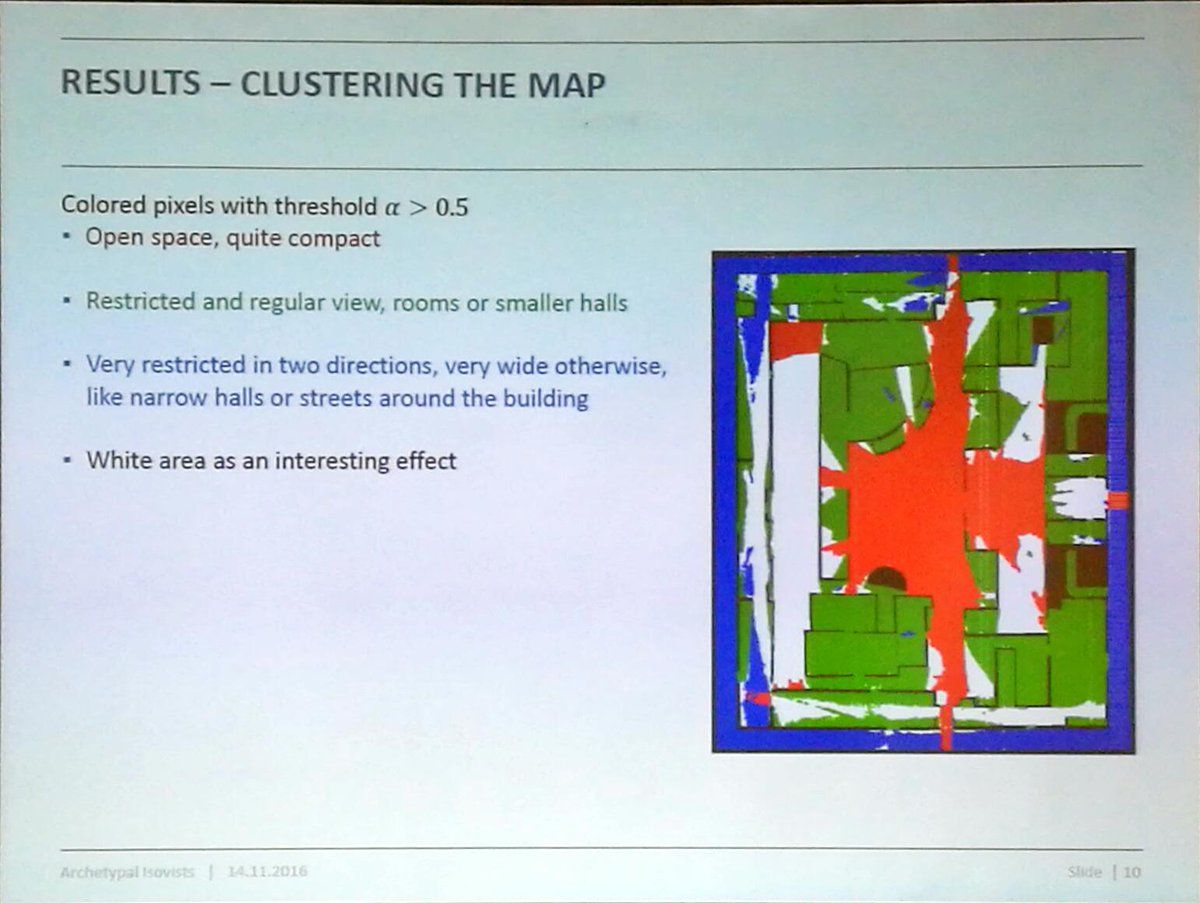 RESULTS – CLUSTERING THE MAP
Colored pixels with threshold α > 0.5
▪ Open space, quite compact
▪ Restricted and regular view, rooms or smaller halls
▪ Very restricted in two directions, very wide otherwise,
like narrow halls or streets around the building
▪ White area as an interesting effect
Archetypal Isovists | 14.11.2016
Slide | 10